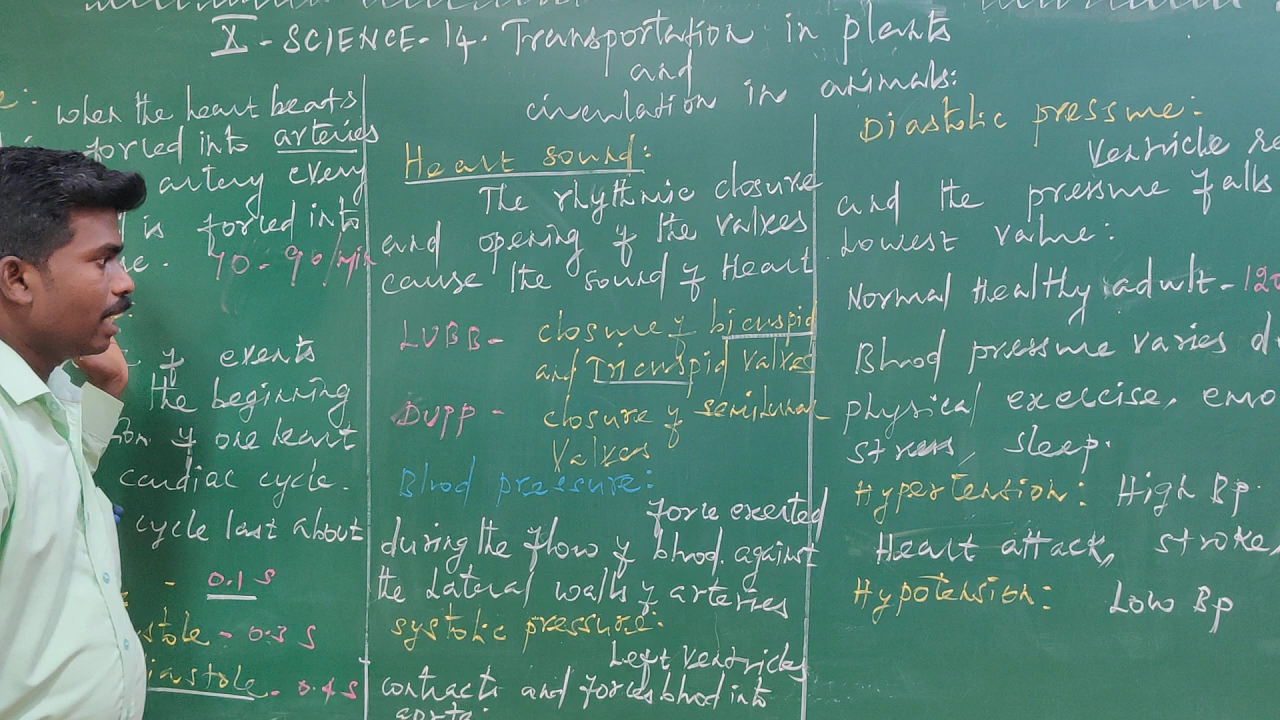 X - SCIENCE - 14. Transportation in plants
and
circulation in animals:
e: when the heart beats
forced into arteries
artery every
is forced into
70 - 90/min
of events
the beginning
of one heart
cardiac cycle.
cycle last about
- 0.1 s
stole - 0.3 s
iastole - 0.4 s
Heart sound:
The rhythmic closure
and opening of the valves
cause the sound of Heart.
LUBB - closure of bicuspid
and Tricuspid valves
DUPP - closure of semilunar
valves
Blood pressure:
force exerted
during the flow of blood against
the Lateral walls of arteries
systolic pressure:
Left ventricles
contracts and forces blood into
aorta:
Diastolic pressure:
Ventricle re
and the pressure falls
Lowest value:
Normal Healthy adult - 120
Blood pressure varies du
physical exercise, emo
stress, sleep.
Hypertension: High Bp.
Heart attack, stroke,
Hypotension: Low Bp